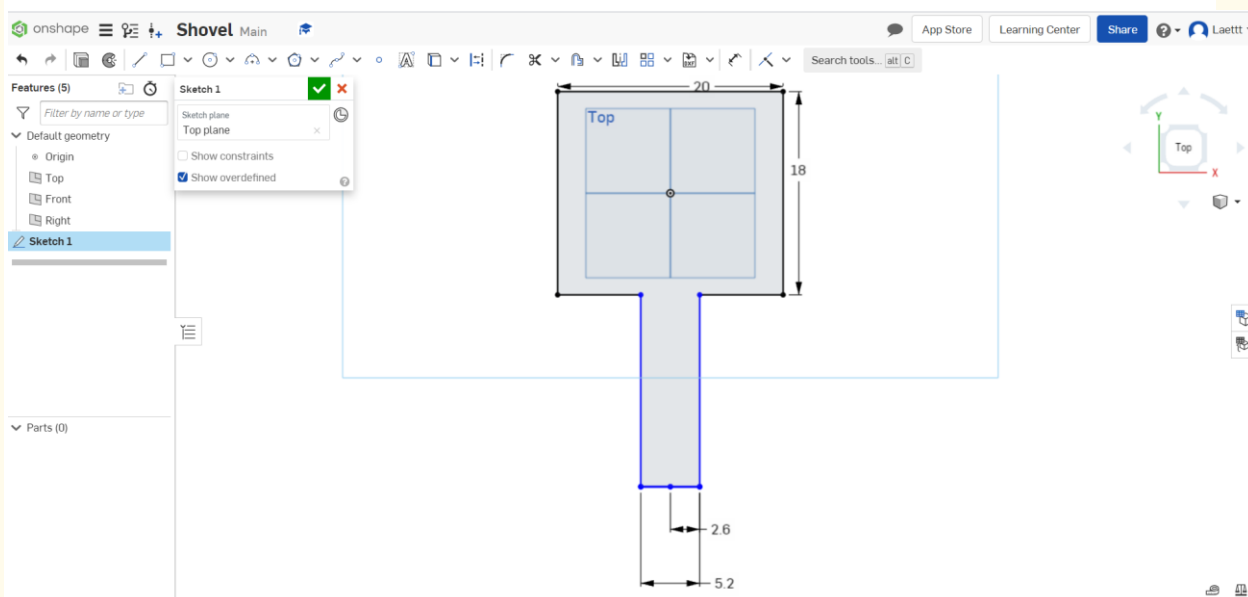 onshape Shovel Main App Store Learning Center Share Laettt
Search tools... alt C
Features (5)
Filter by name or type
Default geometry
Origin
Top
Front
Right
Sketch 1
Parts (0)
Sketch 1
Sketch plane
Top plane
Show constraints
Show overdefined
20
Top
18
2.6
5.2
Y
Top
X